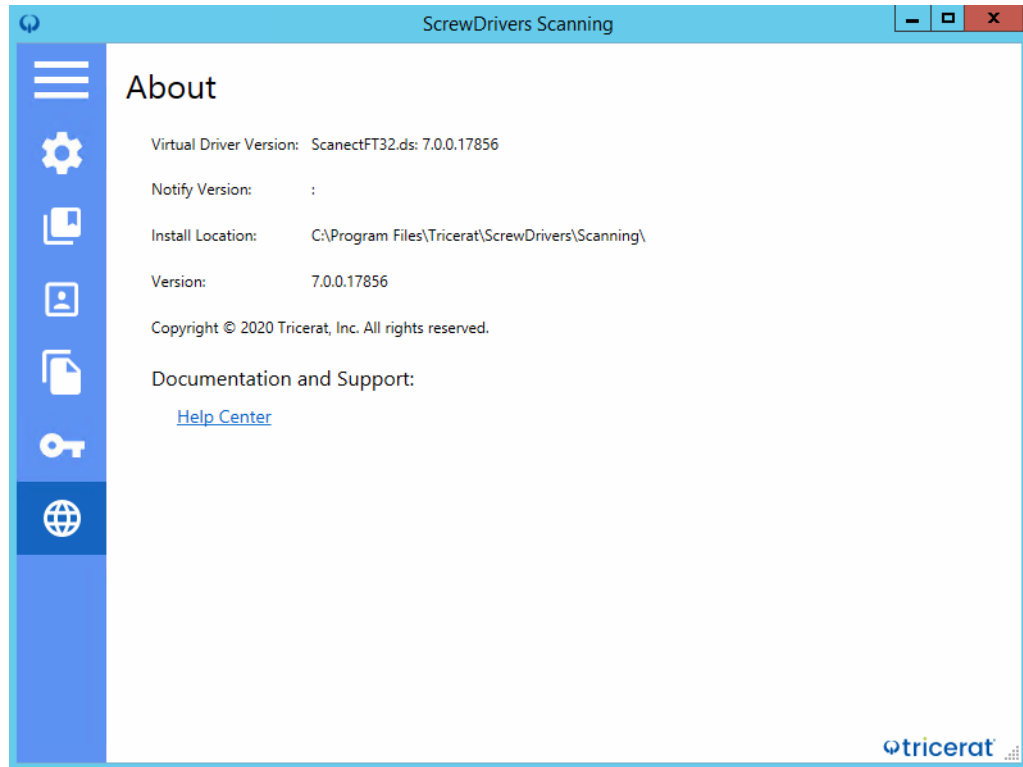 ScrewDrivers Scanning
About
Virtual Driver Version: ScanectFT32.ds: 7.0.0.17856
Notify Version: :
Install Location: C:\Program Files\Tricerat\ScrewDrivers\Scanning\
Version: 7.0.0.17856
Copyright © 2020 Tricerat, Inc. All rights reserved.
Documentation and Support:
Help Center
tricerat